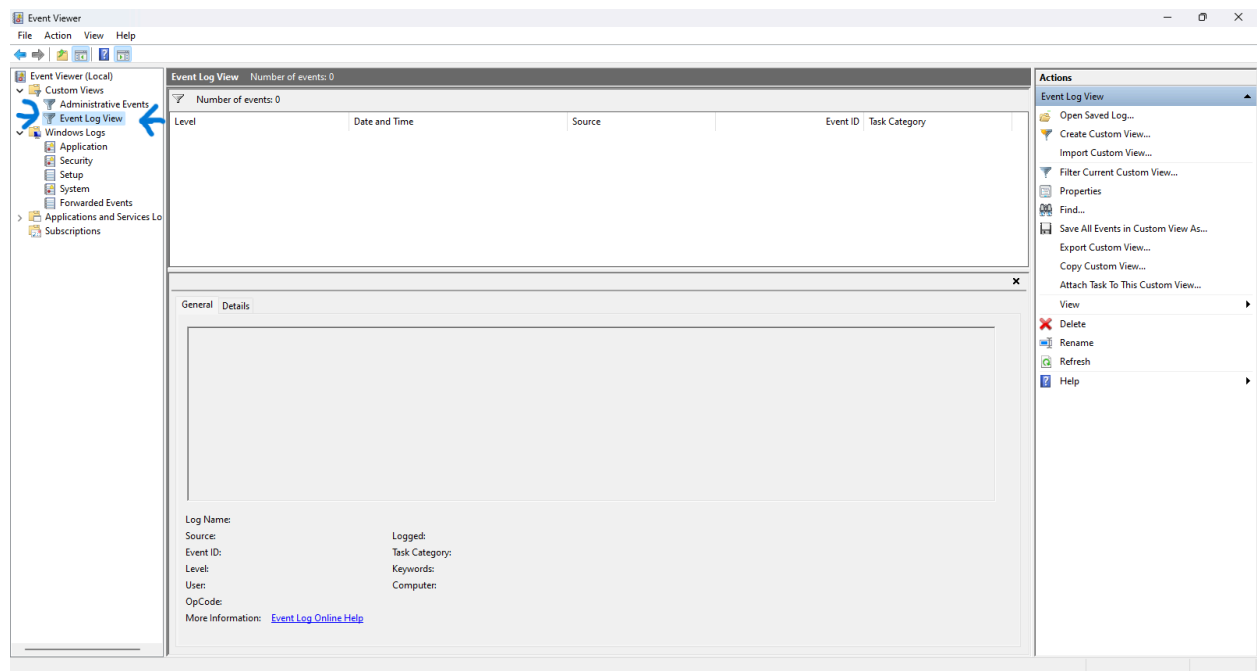 Event Viewer
File Action View Help
Event Viewer (Local)
Custom Views
Administrative Events
Event Log View
Windows Logs
Application
Security
Setup
System
Forwarded Events
Applications and Services Lo
Subscriptions
Event Log View Number of events: 0
Number of events: 0
Level Date and Time Source Event ID Task Category
General Details
Log Name:
Source: Logged:
Event ID: Task Category:
Level: Keywords:
User: Computer:
OpCode:
More Information: Event Log Online Help
Actions
Event Log View
Open Saved Log...
Create Custom View...
Import Custom View...
Filter Current Custom View...
Properties
Find...
Save All Events in Custom View As...
Export Custom View...
Copy Custom View...
Attach Task To This Custom View...
View
Delete
Rename
Refresh
Help